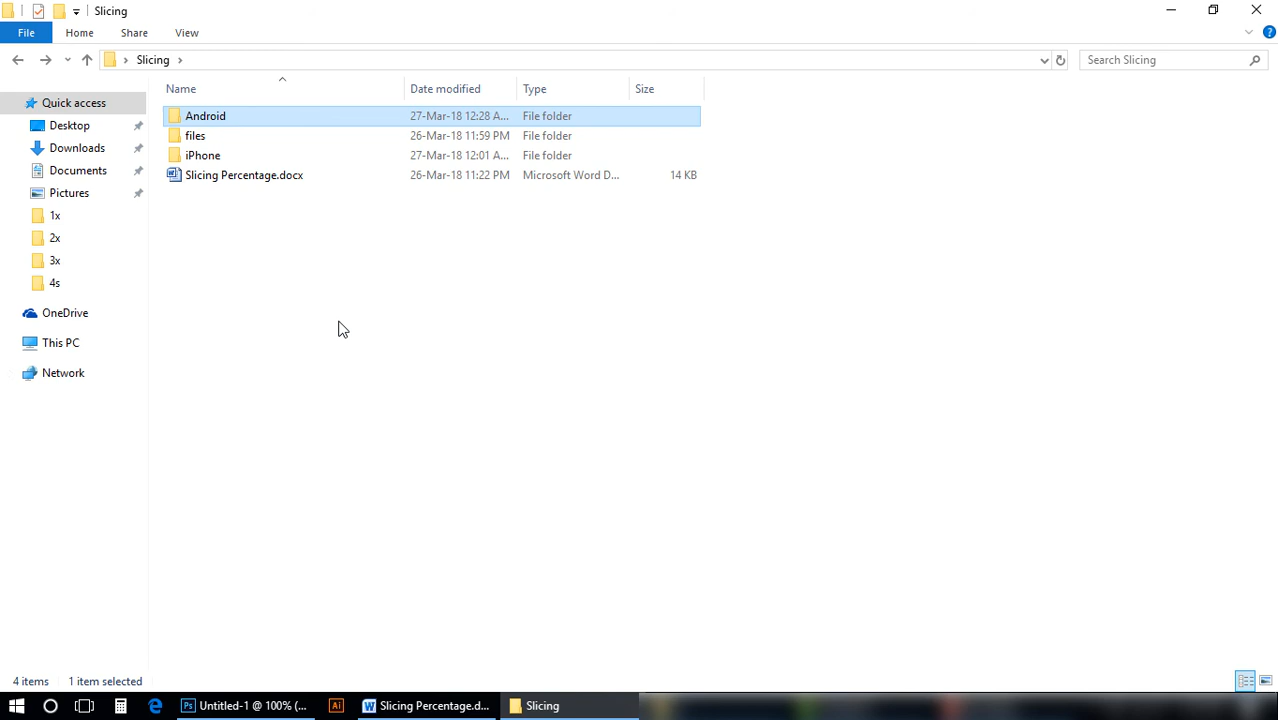 Slicing
File Home Share View
Slicing
Search Slicing
Name Date modified Type Size
Quick access
Desktop
Downloads
Documents
Pictures
1x
2x
3x
4s
OneDrive
This PC
Network
Android 27-Mar-18 12:28 A... File folder
files 26-Mar-18 11:59 PM File folder
iPhone 27-Mar-18 12:01 A... File folder
Slicing Percentage.docx 26-Mar-18 11:22 PM Microsoft Word D... 14 KB
4 items 1 item selected
Ps Untitled-1 @ 100% (... Ai Slicing Percentage.d... Slicing